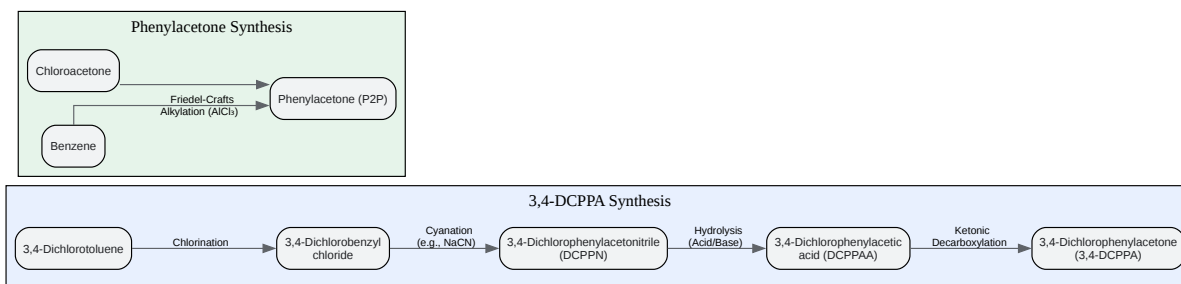 Phenylacetone Synthesis
Chloroacetone
Friedel-Crafts
Alkylation (AlCl₃)
Phenylacetone (P2P)
Benzene
3,4-DCPPA Synthesis
3,4-Dichlorotoluene
Chlorination
3,4-Dichlorobenzyl
chloride
Cyanation
(e.g., NaCN)
3,4-Dichlorophenylacetonitrile
(DCPPN)
Hydrolysis
(Acid/Base)
3,4-Dichlorophenylacetic
acid (DCPPAA)
Ketonic
Decarboxylation
3,4-Dichlorophenylacetone
(3,4-DCPPA)